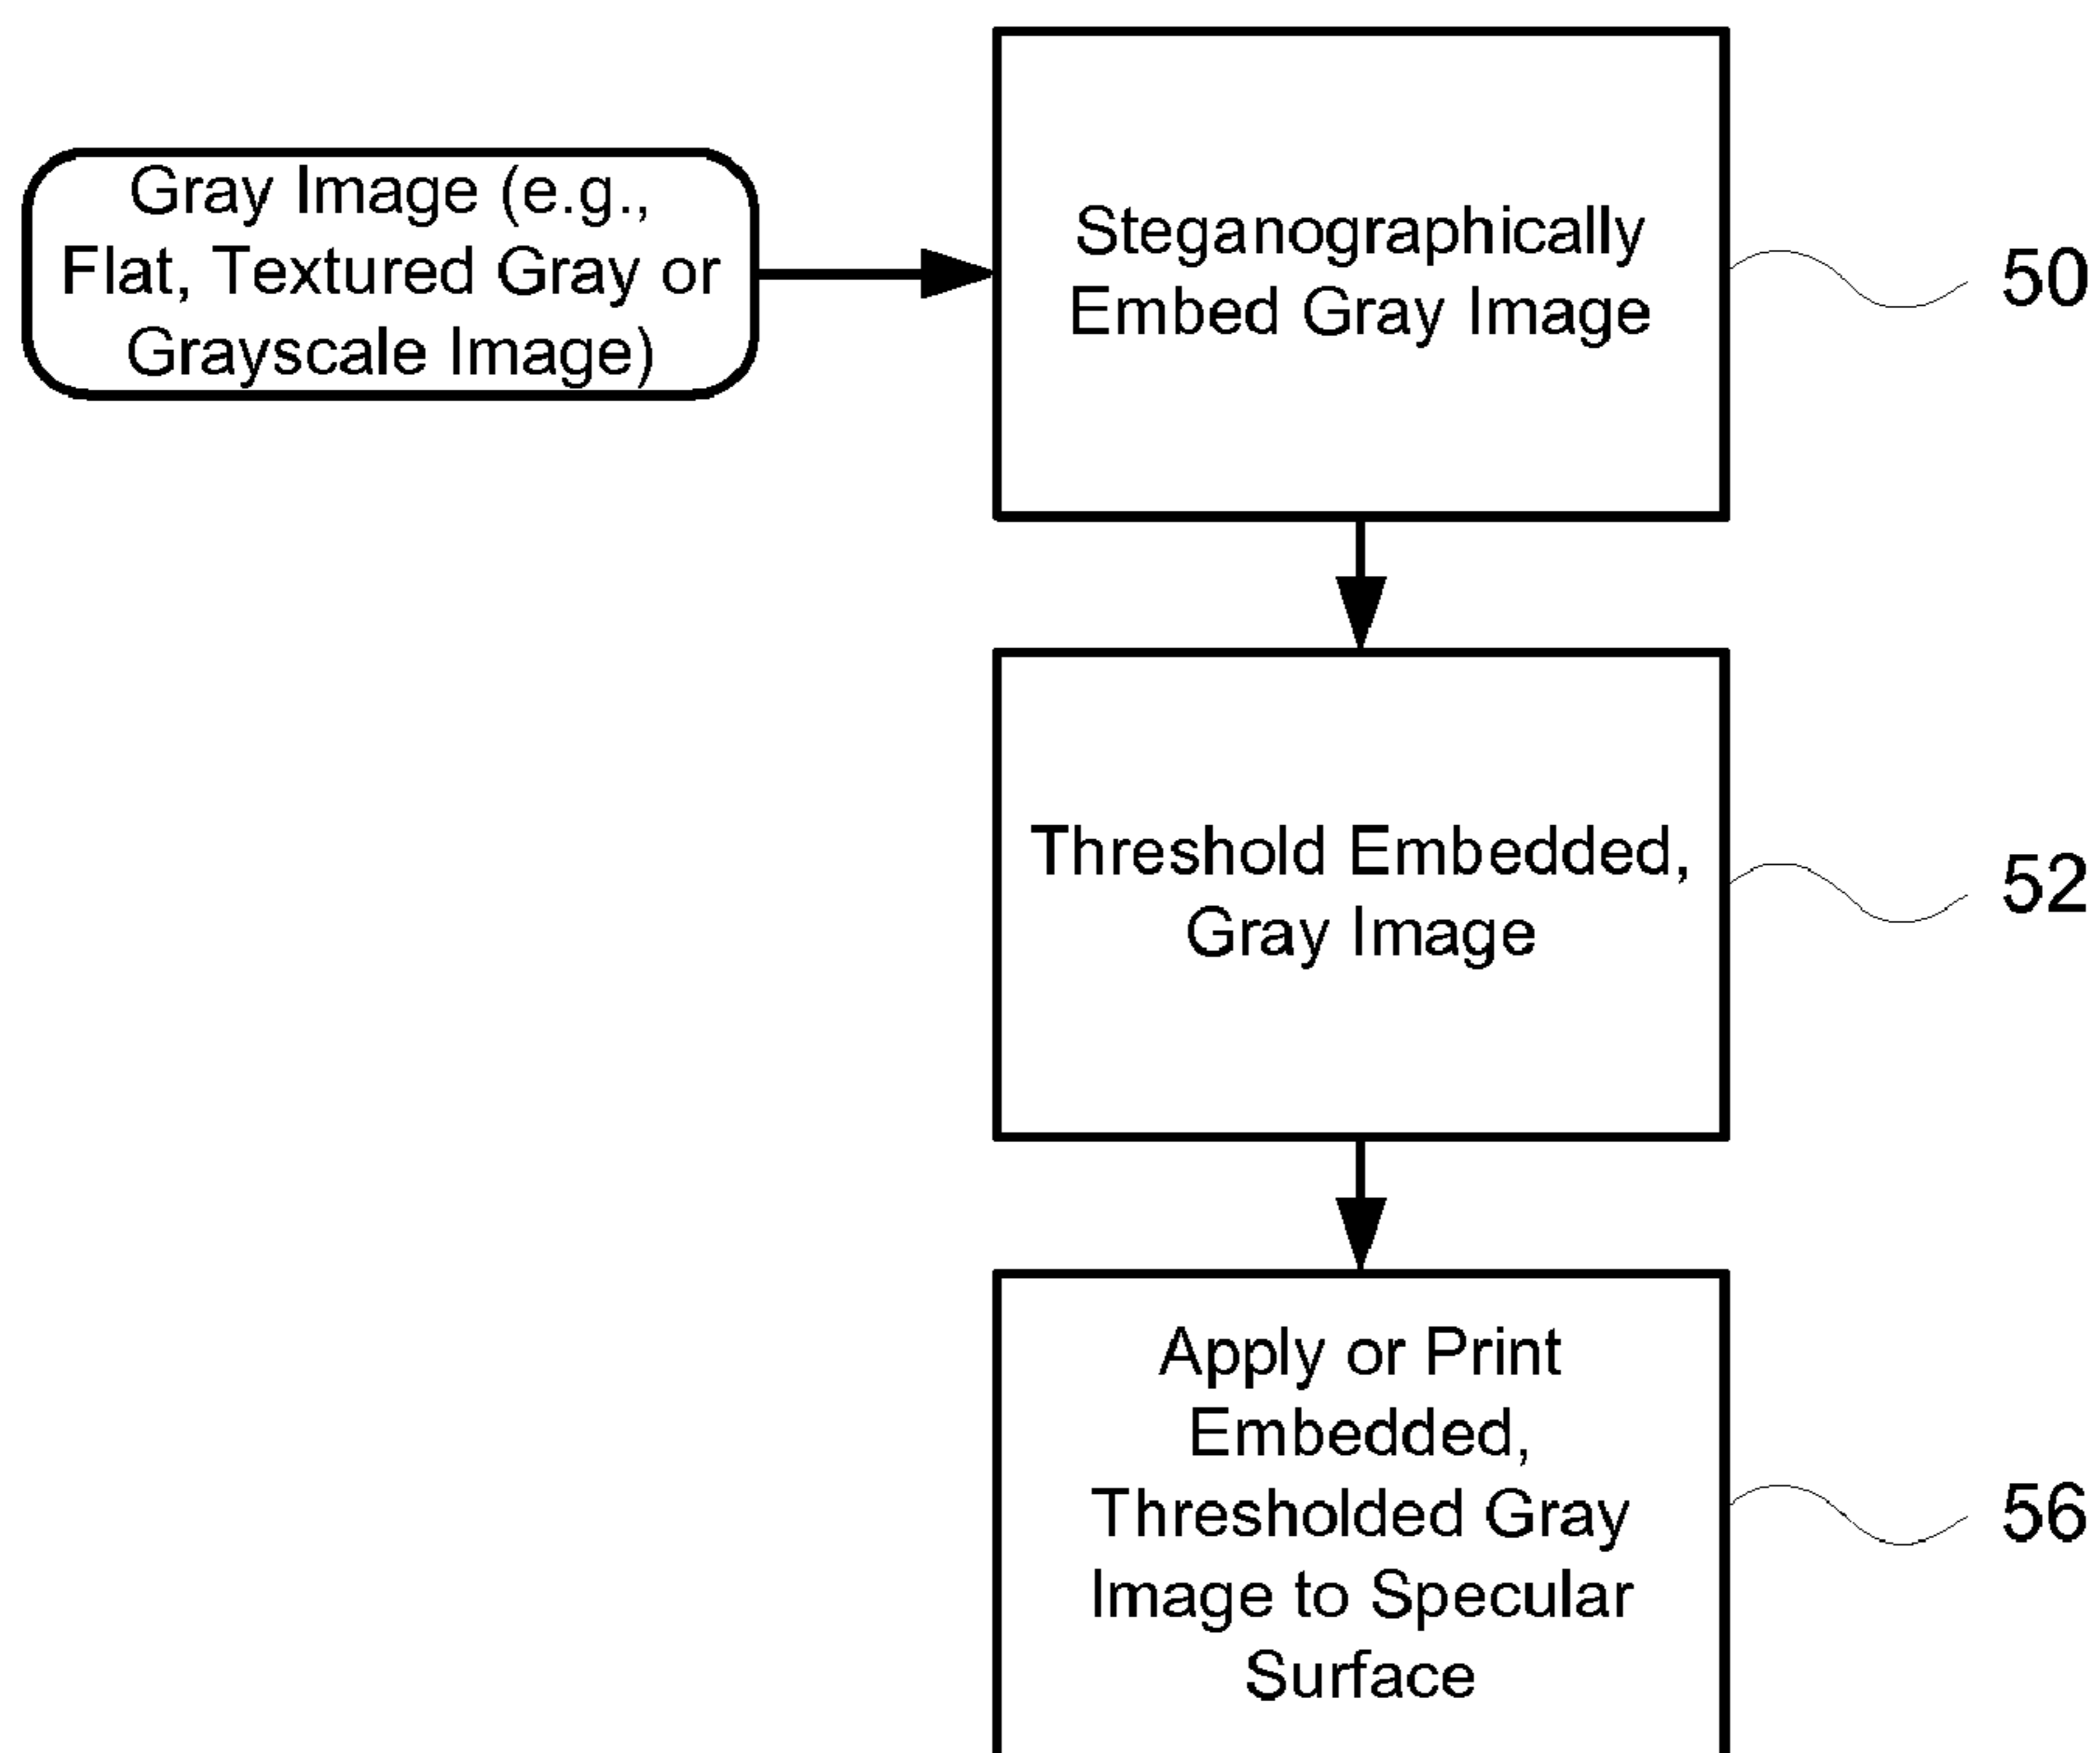 Gray Image (e.g.,
Flat, Textured Gray or
Grayscale Image)
Steganographically
Embed Gray Image
50
Threshold Embedded,
Gray Image
52
Apply or Print
Embedded,
Thresholded Gray
Image to Specular
Surface
56